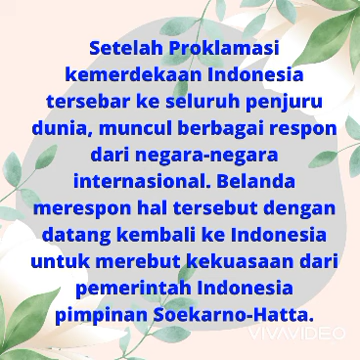 Setelah Proklamasi
kemerdekaan Indonesia
tersebar ke seluruh penjuru
dunia, muncul berbagai respon
dari negara-negara
internasional. Belanda
merespon hal tersebut dengan
datang kembali ke Indonesia
untuk merebut kekuasaan dari
pemerintah Indonesia
pimpinan Soekarno-Hatta.
VIVAVIDEO